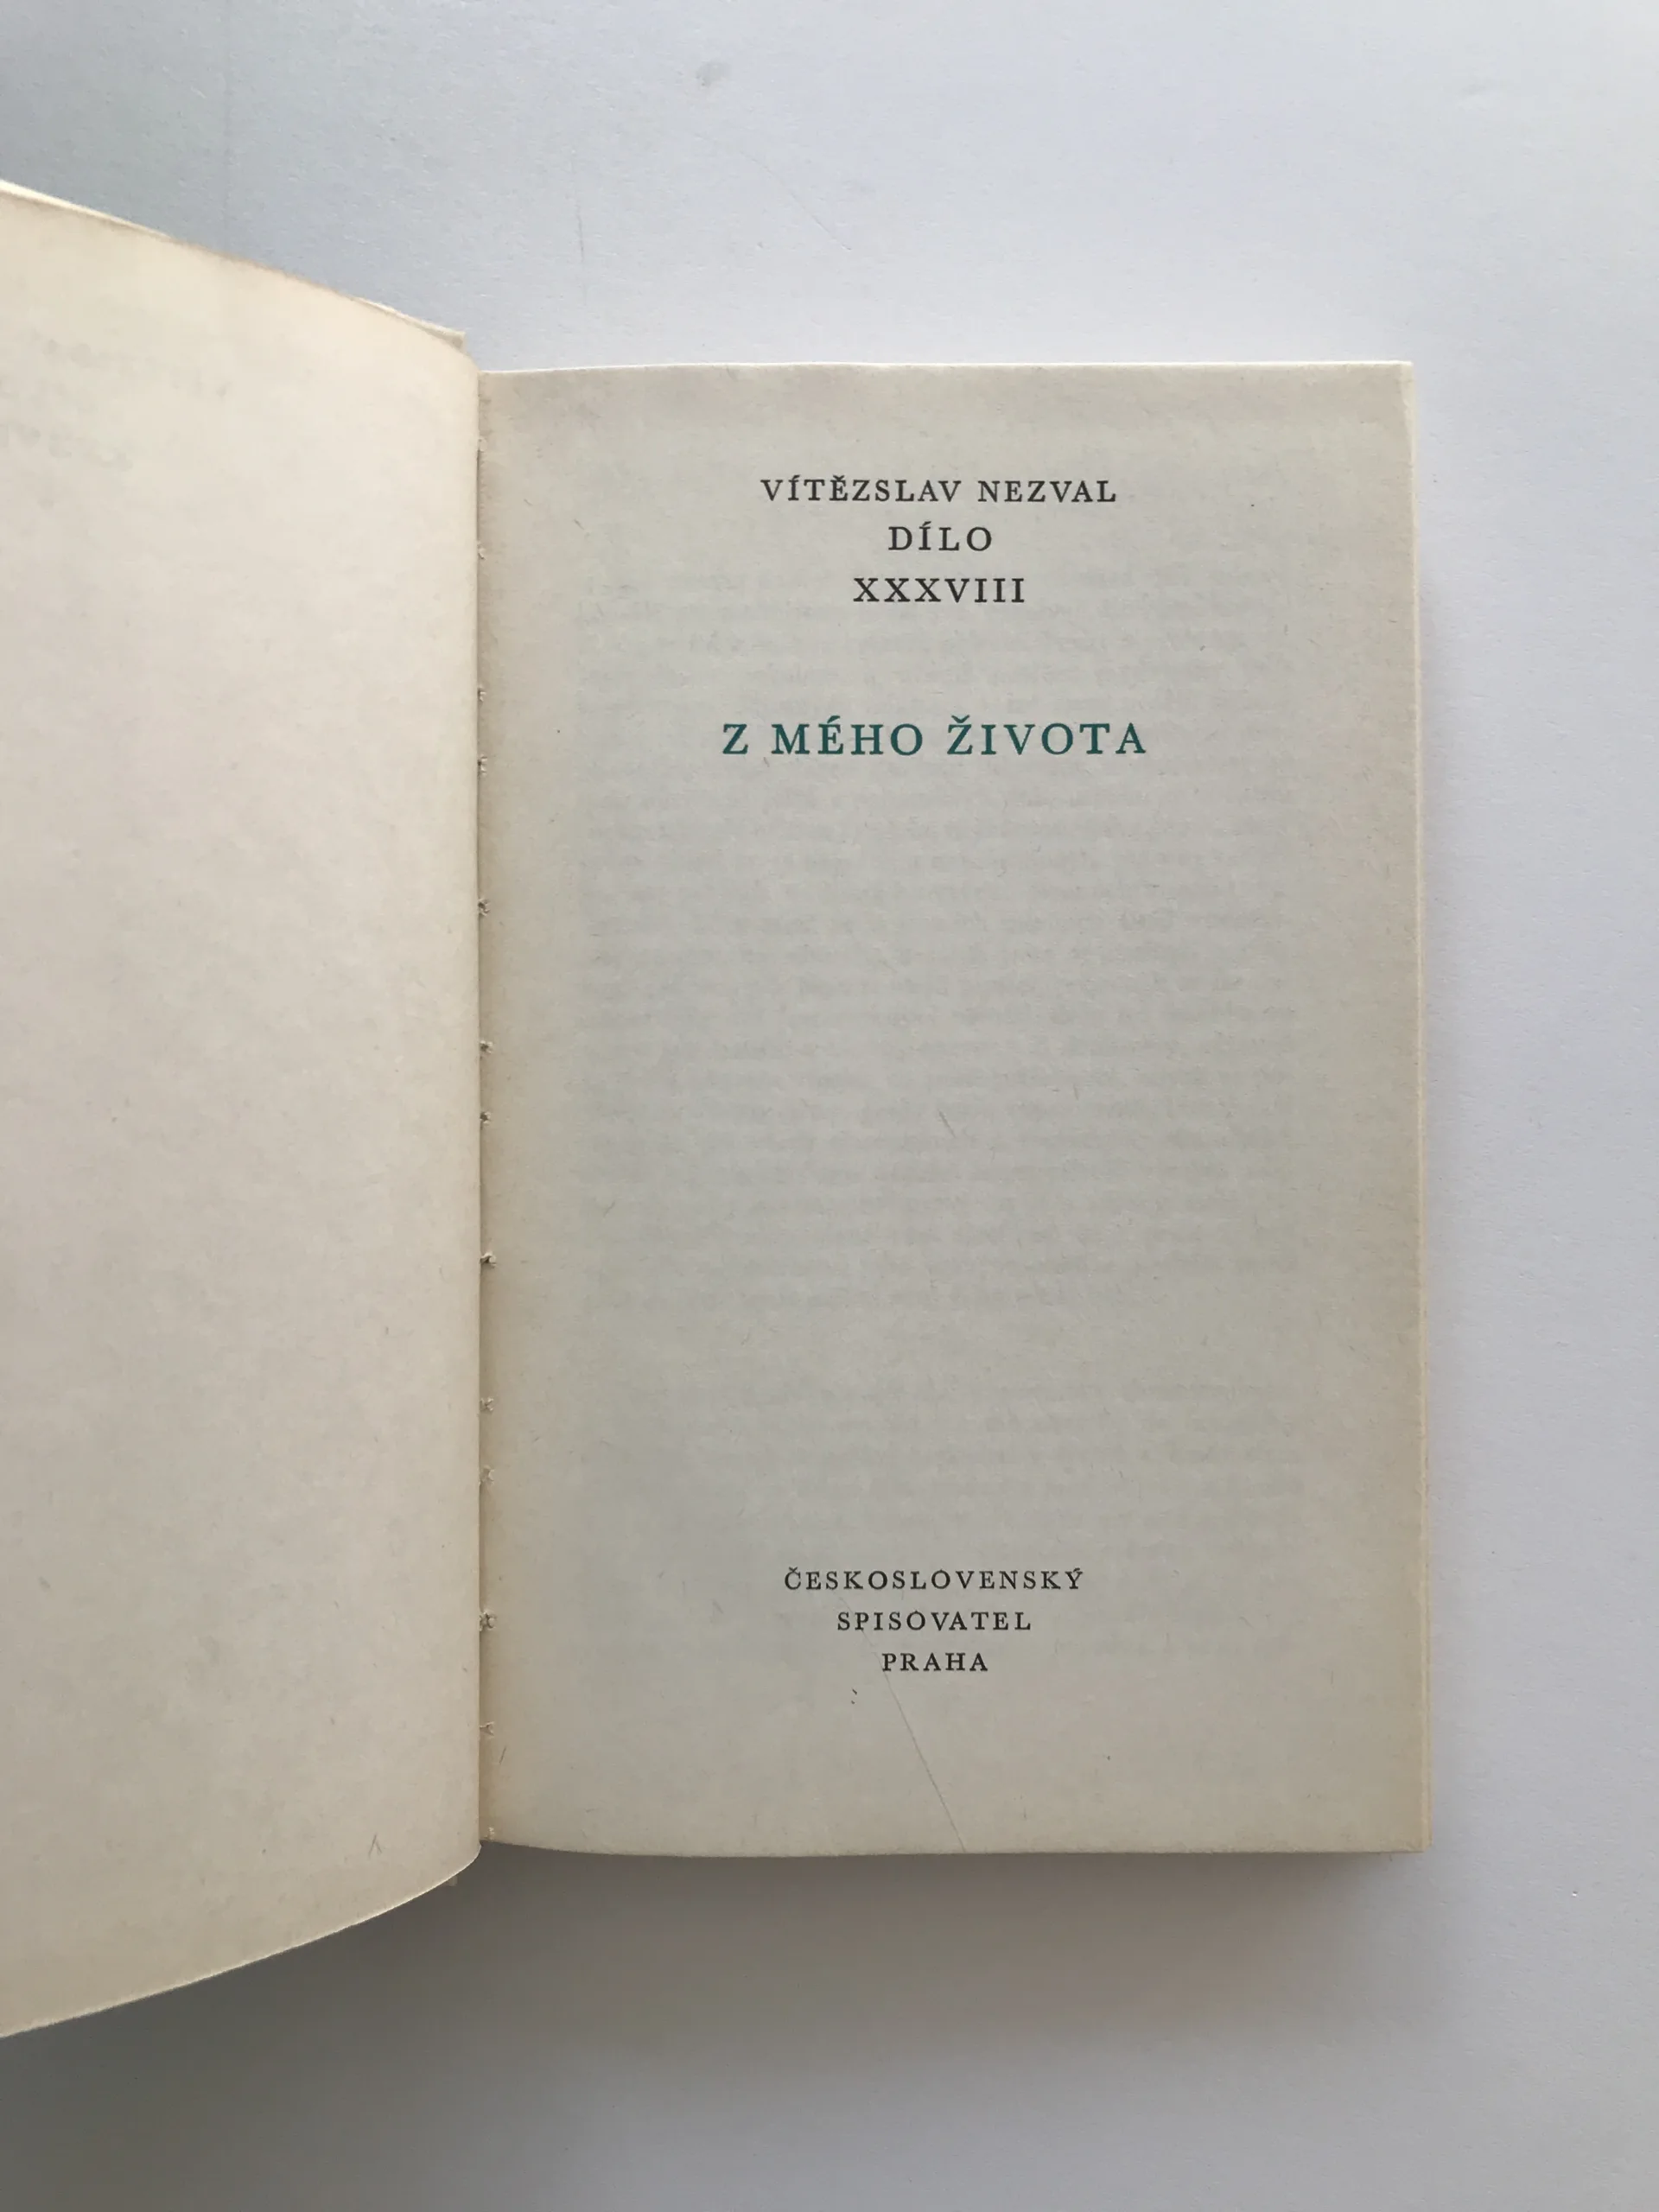 VÍTĚZSLAV NEZVAL
DÍLO
XXXVIII
Z MÉHO ŽIVOTA
ČESKOSLOVENSKÝ
SPISOVATEL
PRAHA